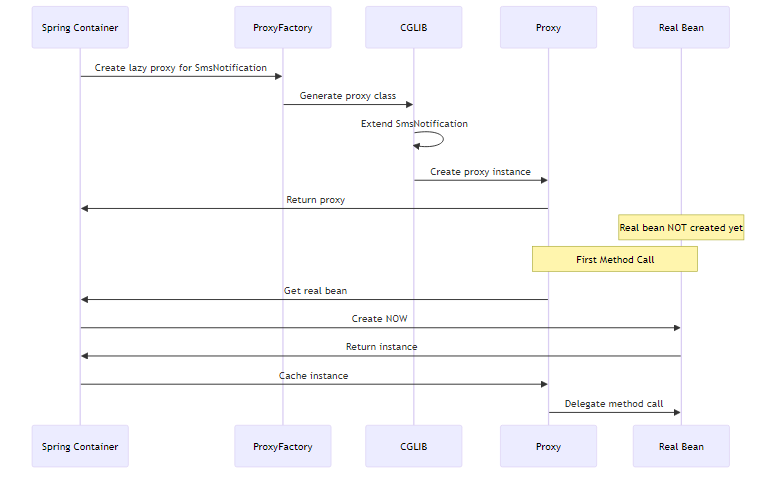 Spring Container
ProxyFactory
CGLIB
Proxy
Real Bean
Create lazy proxy for SmsNotification
Generate proxy class
Extend SmsNotification
Create proxy instance
Return proxy
Real bean NOT created yet
First Method Call
Get real bean
Create NOW
Return instance
Cache instance
Delegate method call
Spring Container
ProxyFactory
CGLIB
Proxy
Real Bean